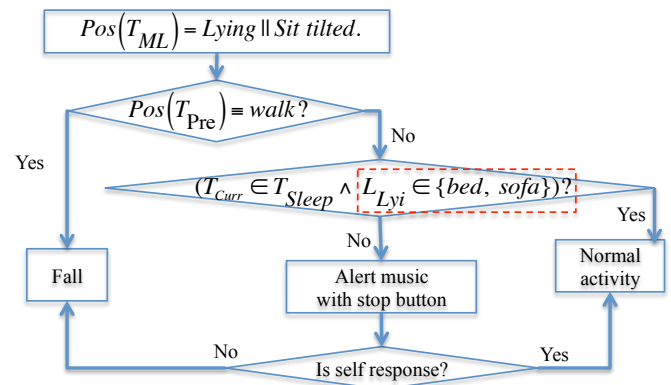 Pos(T_ML) = Lying || Sit tilted.
Pos(T_Pre) = walk?
No
Yes
(T_Curr ∈ T_Sleep ∧ L_Lyi ∈ {bed, sofa})?
Yes
No
Fall
Alert music
with stop button
Normal
activity
No
Is self response?
Yes